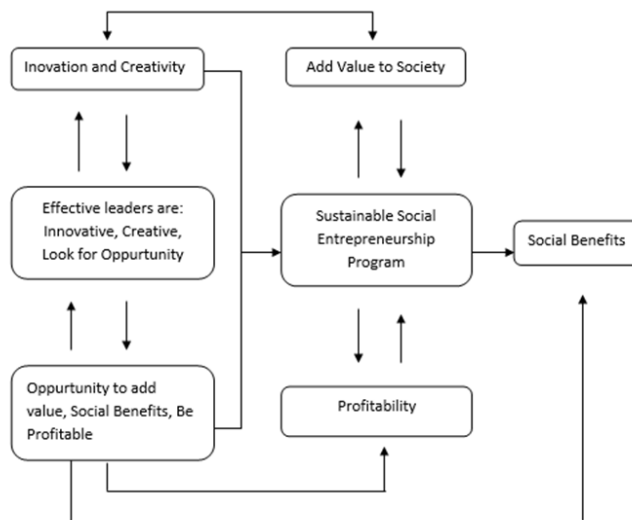 Inovation and Creativity
Add Value to Society
Effective leaders are:
Innovative, Creative,
Look for Oppurtunity
Sustainable Social
Entrepreneurship
Program
Social Benefits
Oppurtunity to add
value, Social Benefits, Be
Profitable
Profitability